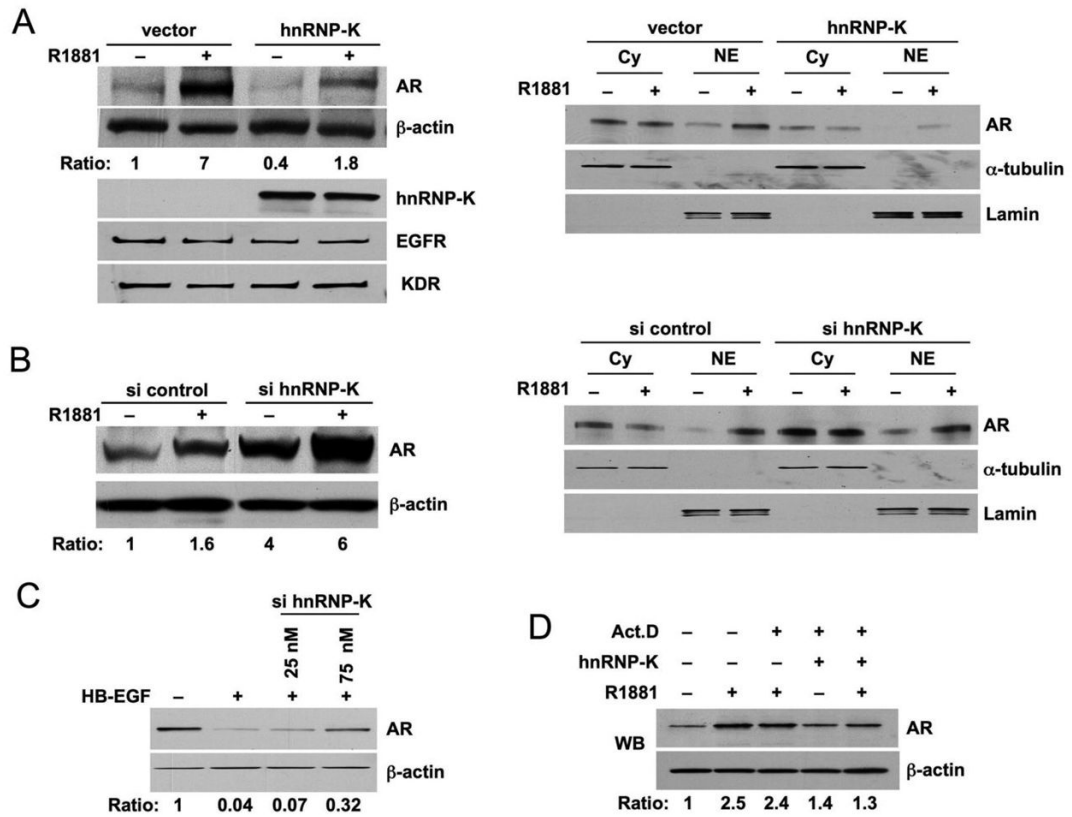 A
vector hnRNP-K
R1881 – + – +
AR
β-actin
Ratio: 1 7 0.4 1.8
hnRNP-K
EGFR
KDR
vector hnRNP-K
Cy NE Cy NE
R1881 – + – + – + – +
AR
α-tubulin
Lamin
B
si control si hnRNP-K
R1881 – + – +
AR
β-actin
Ratio: 1 1.6 4 6
si control si hnRNP-K
Cy NE Cy NE
R1881 – + – + – + – +
AR
α-tubulin
Lamin
C
si hnRNP-K
25 nM 75 nM
HB-EGF – + + +
AR
β-actin
Ratio: 1 0.04 0.07 0.32
D
Act.D – – + + +
hnRNP-K + +
R1881 – + + – +
WB AR
β-actin
Ratio: 1 2.5 2.4 1.4 1.3